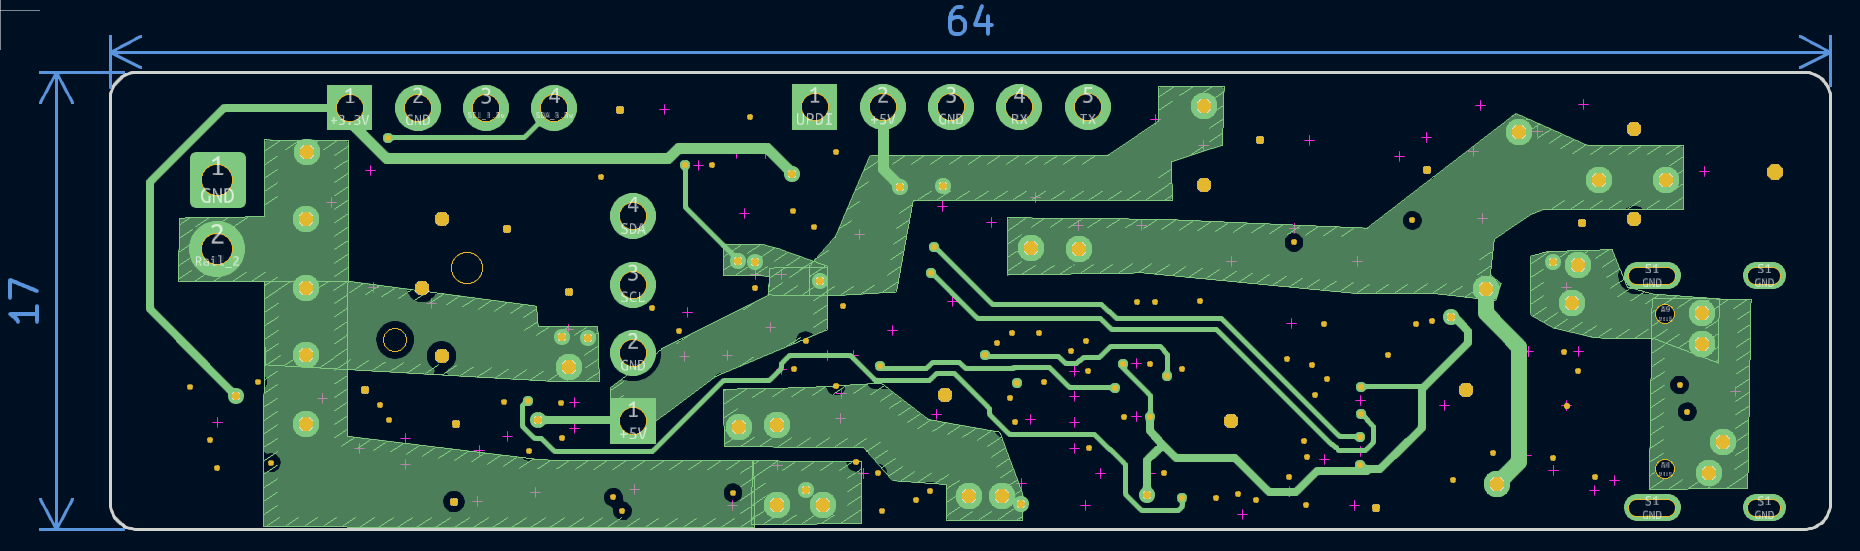 64
17
1
+3.3V
2
GND
3
4
1
UPDI
2
+5V
3
GND
4
RX
5
TX
1
GND
2
Rail_2
4
SDA
3
SCL
2
GND
1
+5V
S1
GND
S1
GND
A9
S1
GND
S1
GND